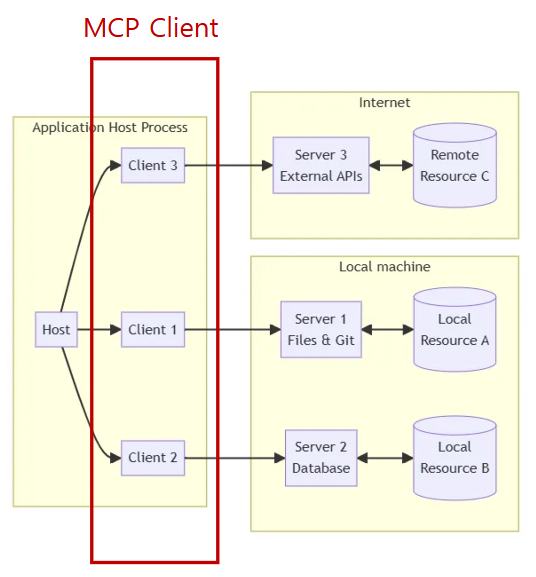 MCP Client
Application Host Process
Host
Client 3
Client 1
Client 2
Internet
Server 3
External APIs
Remote
Resource C
Local machine
Server 1
Files & Git
Local
Resource A
Server 2
Database
Local
Resource B